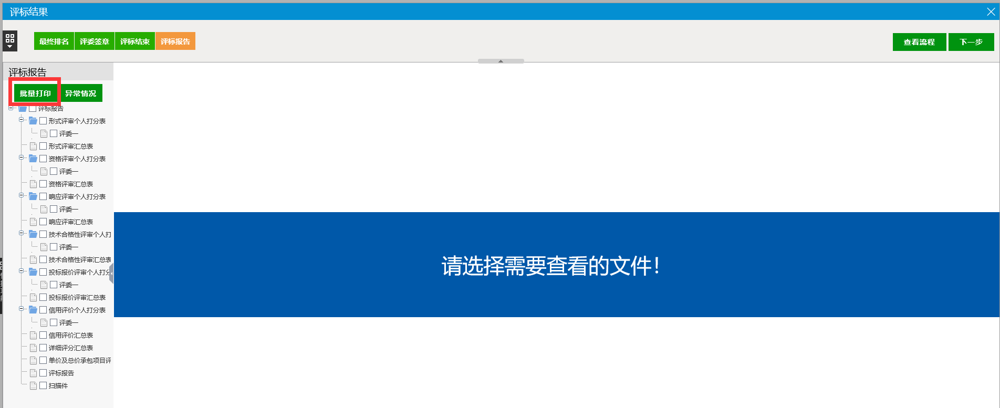 评标结果
最终排名 评委签章 评标结束 评标报告
查看流程 下一步
评标报告
批量打印 异常情况
评标报告
形式评审个人打分表
评委一
形式评审汇总表
资格评审个人打分表
评委一
资格评审汇总表
响应评审个人打分表
评委一
响应评审汇总表
技术合格性评审个人打
评委一
技术合格性评审汇总表
投标报价评审个人打分
评委一
投标报价评审汇总表
信用评价个人打分表
评委一
信用评价汇总表
详细评分汇总表
单价及总价承包项目评
评标报告
扫描件
请选择需要查看的文件！